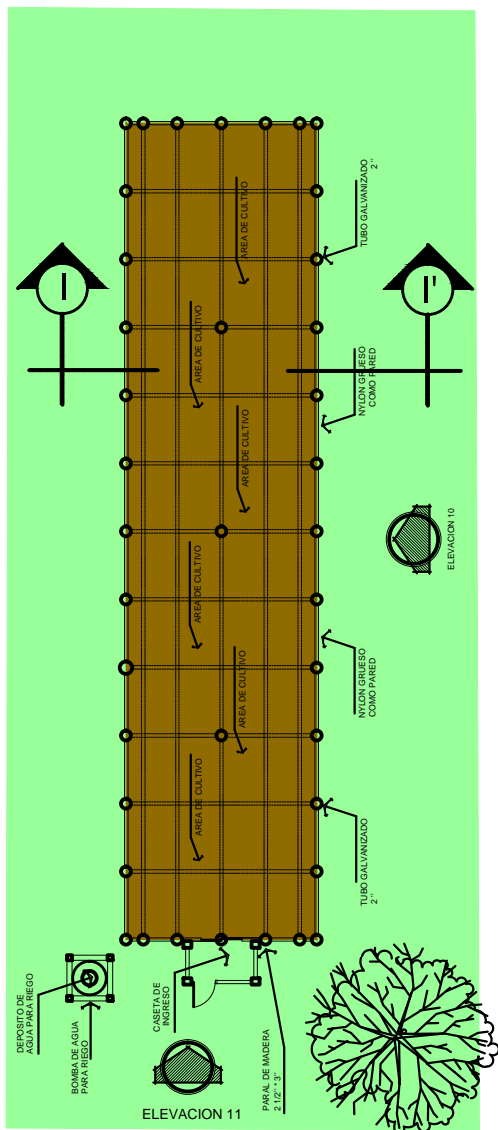 TUBO GALVANIZADO
2"
AREA DE CULTIVO
I
I'
AREA DE CULTIVO
NYLON GRUESO
COMO PARED
AREA DE CULTIVO
ELEVACION 10
AREA DE CULTIVO
NYLON GRUESO
COMO PARED
AREA DE CULTIVO
AREA DE CULTIVO
TUBO GALVANIZADO
2"
DEPOSITO DE
AGUA PARA RIEGO
BOMBA DE AGUA
PARA RIEGO
CASETA DE
INGRESO
PARAL DE MADERA
2 1/2" * 3"
ELEVACION 11